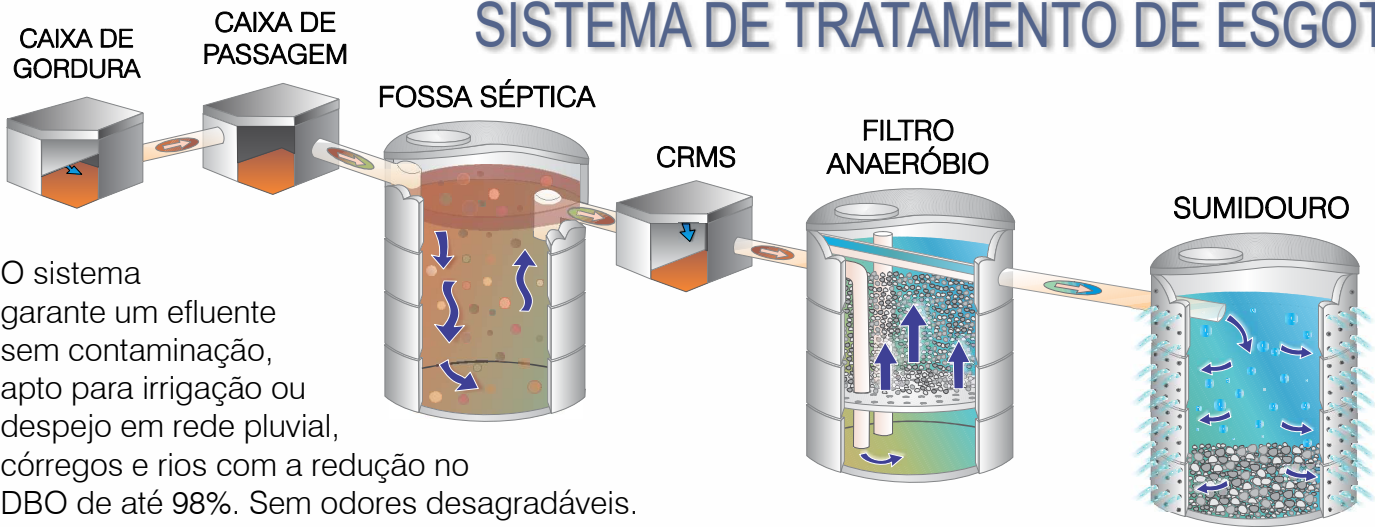 SISTEMA DE TRATAMENTO DE ESGOT
CAIXA DE
GORDURA
CAIXA DE
PASSAGEM
FOSSA SÉPTICA
CRMS
FILTRO
ANAERÓBIO
SUMIDOURO
O sistema
garante um efluente
sem contaminação,
apto para irrigação ou
despejo em rede pluvial,
córregos e rios com a redução no
DBO de até 98%. Sem odores desagradáveis.